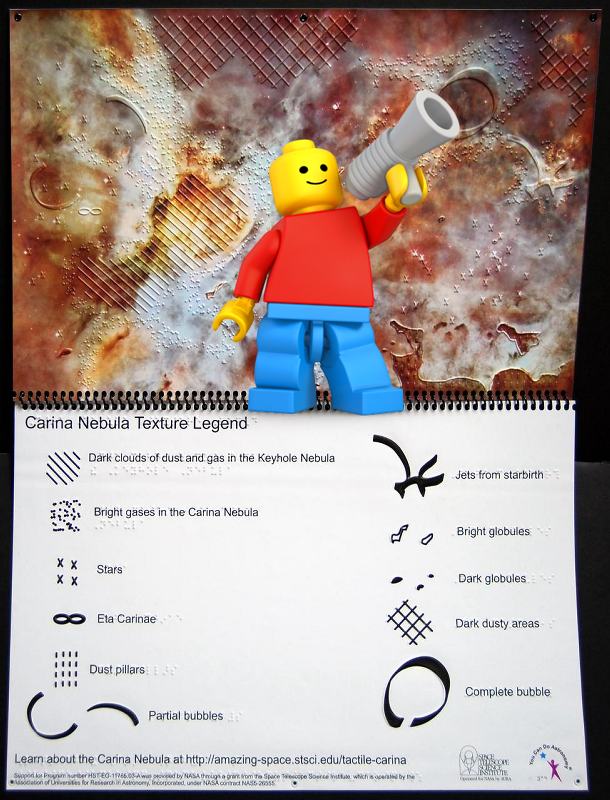 Carina Nebula Texture Legend
Dark clouds of dust and gas in the Keyhole Nebula
Jets from starbirth
Bright gases in the Carina Nebula
Bright globules
Stars
Dark globules
Eta Carinae
Dark dusty areas
Dust pillars
Complete bubble
Partial bubbles
Learn about the Carina Nebula at http://amazing-space.stsci.edu/tactile-carina
Support for Program number HST-EO-11765.03-A was provided by NASA through a grant from the Space Telescope Science Institute, which is operated by the
Association of Universities for Research in Astronomy, Incorporated, under NASA contract NAS5-26555.
SPACE
TELESCOPE
SCIENCE
INSTITUTE
Operated for NASA by AURA
You Can Do Astronomy